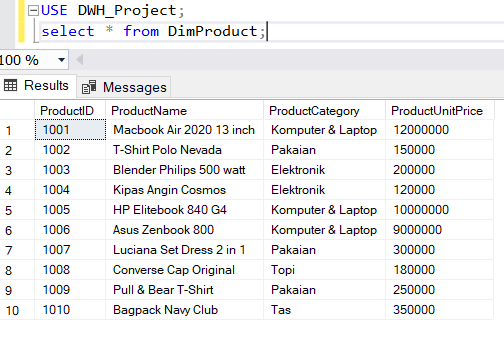 USE DWH_Project;
select * from DimProduct;
100 %
Results Messages
ProductID ProductName ProductCategory ProductUnitPrice
1 1001 Macbook Air 2020 13 inch Komputer & Laptop 12000000
2 1002 T-Shirt Polo Nevada Pakaian 150000
3 1003 Blender Philips 500 watt Elektronik 200000
4 1004 Kipas Angin Cosmos Elektronik 120000
5 1005 HP Elitebook 840 G4 Komputer & Laptop 10000000
6 1006 Asus Zenbook 800 Komputer & Laptop 9000000
7 1007 Luciana Set Dress 2 in 1 Pakaian 300000
8 1008 Converse Cap Original Topi 180000
9 1009 Pull & Bear T-Shirt Pakaian 250000
10 1010 Bagpack Navy Club Tas 350000